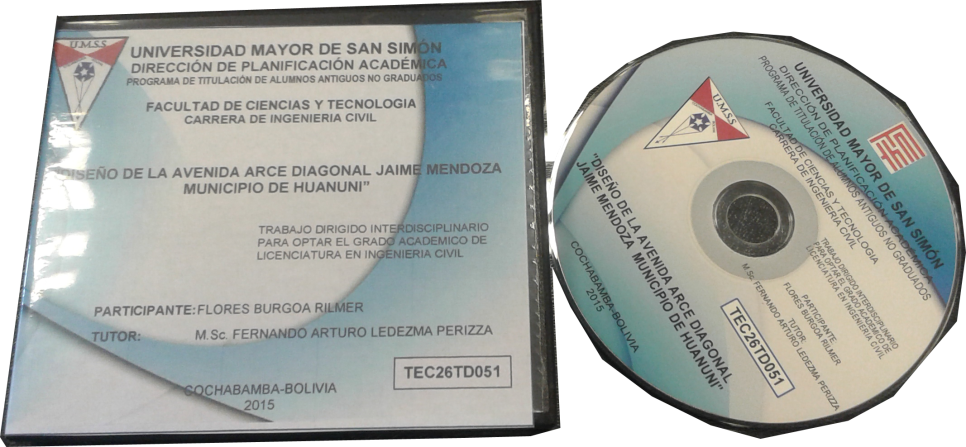 U.M.S.S.
UNIVERSIDAD MAYOR DE SAN SIMÓN
DIRECCIÓN DE PLANIFICACIÓN ACADÉMICA
PROGRAMA DE TITULACIÓN DE ALUMNOS ANTIGUOS NO GRADUADOS
FACULTAD DE CIENCIAS Y TECNOLOGIA
CARRERA DE INGENIERIA CIVIL
"DISEÑO DE LA AVENIDA ARCE DIAGONAL JAIME MENDOZA
MUNICIPIO DE HUANUNI"
TRABAJO DIRIGIDO INTERDISCIPLINARIO
PARA OPTAR EL GRADO ACADEMICO DE
LICENCIATURA EN INGENIERIA CIVIL
PARTICIPANTE: FLORES BURGOA RILMER
TUTOR: M.Sc. FERNANDO ARTURO LEDEZMA PERIZZA
TEC26TD051
COCHABAMBA-BOLIVIA
2015
U.M.S.S.
UNIVERSIDAD MAYOR DE SAN SIMÓN
DIRECCIÓN DE PLANIFICACIÓN ACADÉMICA
PROGRAMA DE TITULACIÓN DE ALUMNOS ANTIGUOS NO GRADUADOS
FACULTAD DE CIENCIAS Y TECNOLOGIA
CARRERA DE INGENIERIA CIVIL
"DISEÑO DE LA AVENIDA ARCE DIAGONAL
JAIME MENDOZA MUNICIPIO DE HUANUNI"
TRABAJO DIRIGIDO INTERDISCIPLINARIO
PARA OPTAR EL GRADO ACADEMICO DE
LICENCIATURA EN INGENIERIA CIVIL
PARTICIPANTE:
FLORES BURGOA RILMER
TUTOR:
M.Sc. FERNANDO ARTURO LEDEZMA PERIZZA
TEC26TD051
COCHABAMBA-BOLIVIA
2015